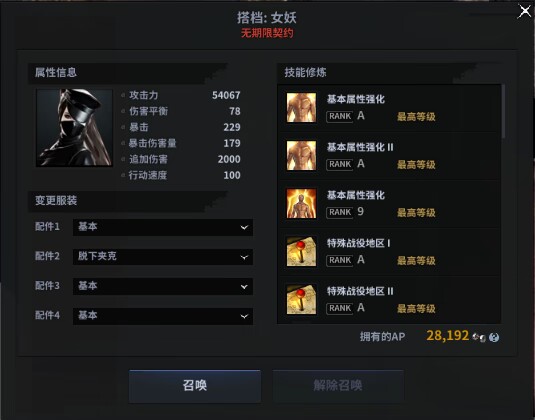 搭档: 女妖
无期限契约
属性信息
攻击力 54067
伤害平衡 78
暴击 229
暴击伤害量 179
追加伤害 2000
行动速度 100
变更服装
配件1 基本
配件2 脱下夹克
配件3 基本
配件4 基本
技能修炼
基本属性强化
RANK A 最高等级
基本属性强化 II
RANK A 最高等级
基本属性强化
RANK 9 最高等级
特殊战役地区 I
RANK A 最高等级
特殊战役地区 II
RANK A 最高等级
拥有的AP 28,192
召唤
解除召唤